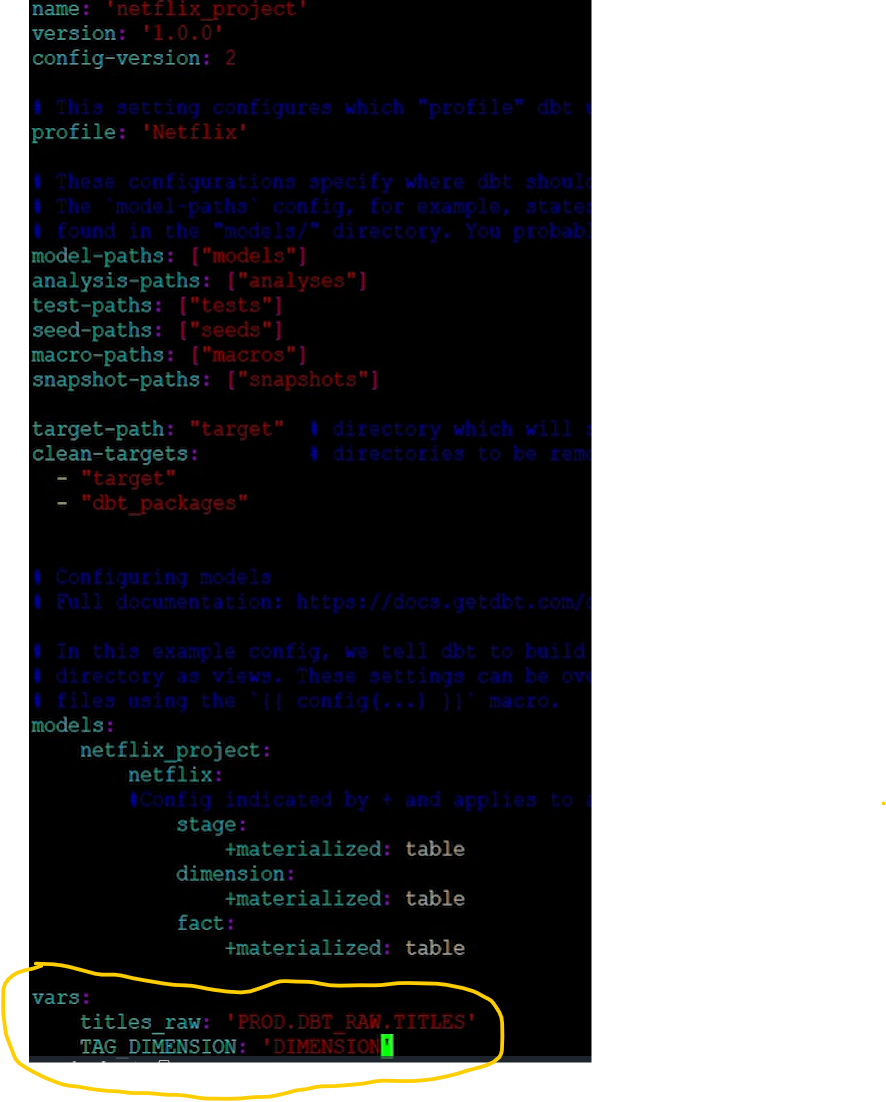 name: 'netflix_project'
version: '1.0.0'
config-version: 2
# This setting configures which "profile" dbt
profile: 'Netflix'
# These configurations specify where dbt should
# The `model-paths` config, for example, states
# found in the "models/" directory. You probabl
model-paths: ["models"]
analysis-paths: ["analyses"]
test-paths: ["tests"]
seed-paths: ["seeds"]
macro-paths: ["macros"]
snapshot-paths: ["snapshots"]
target-path: "target" # directory which will
clean-targets: # directories to be
- "target"
- "dbt_packages"
# Configuring models
# Full documentation: https://docs.getdbt.com/
# In this example config, we tell dbt to build
# directory as views. These settings can be
# files using the `{{ config(...) }}` macro.
models:
netflix_project:
netflix:
#Config indicated by + and applies to
stage:
+materialized: table
dimension:
+materialized: table
fact:
+materialized: table
vars:
titles_raw: 'PROD.DBT_RAW.TITLES'
TAG_DIMENSION: 'DIMENSION'